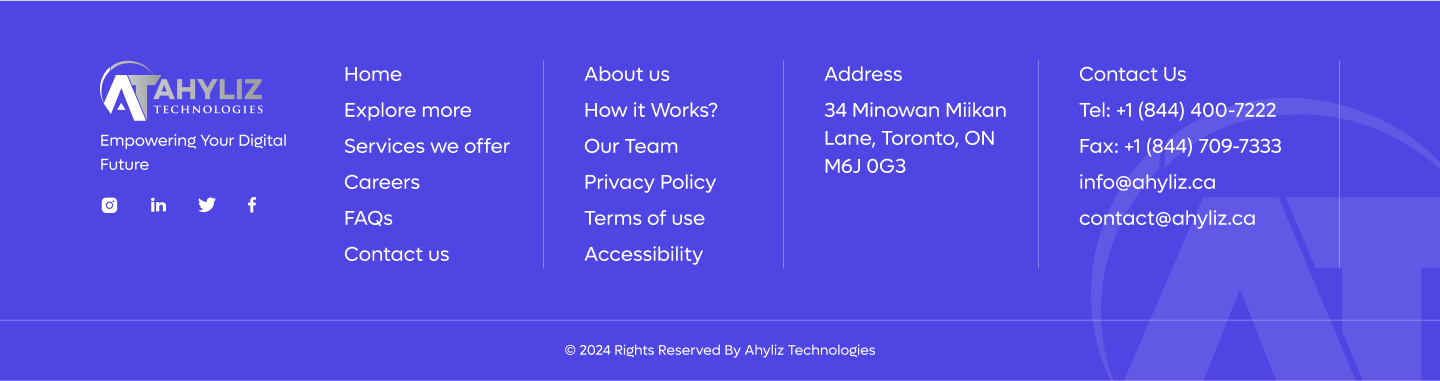 AT AHYLIZ
TECHNOLOGIES
Empowering Your Digital
Future
Home
Explore more
Services we offer
Careers
FAQs
Contact us
About us
How it Works?
Our Team
Privacy Policy
Terms of use
Accessibility
Address
34 Minowan Miikan
Lane, Toronto, ON
M6J 0G3
Contact Us
Tel: +1 (844) 400-7222
Fax: +1 (844) 709-7333
info@ahyliz.ca
contact@ahyliz.ca
AT
© 2024 Rights Reserved By Ahyliz Technologies